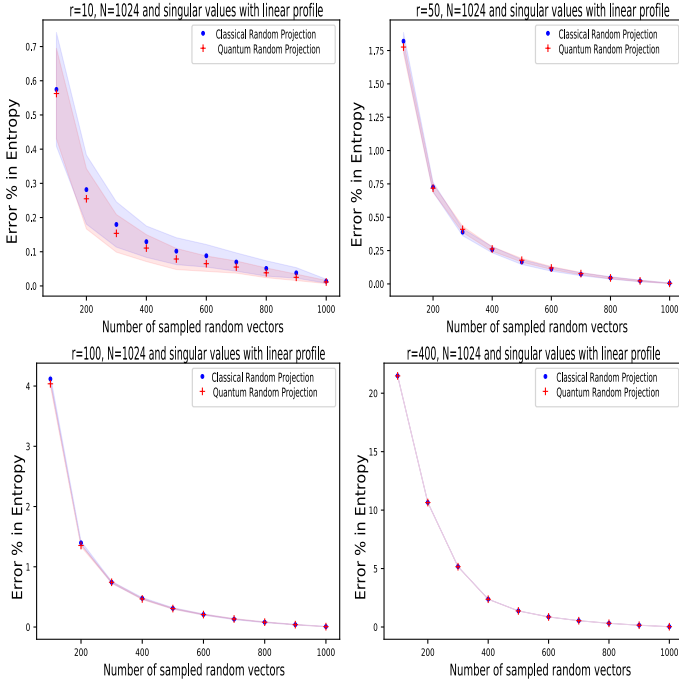 r=10, N=1024 and singular values with linear profile
Error % in Entropy
0.7
0.6
0.5
0.4
0.3
0.2
0.1
0.0
Classical Random Projection
Quantum Random Projection
200 400 600 800 1000
Number of sampled random vectors
r=50, N=1024 and singular values with linear profile
Error % in Entropy
1.75
1.50
1.25
1.00
0.75
0.50
0.25
0.00
Classical Random Projection
Quantum Random Projection
200 400 600 800 1000
Number of sampled random vectors
r=100, N=1024 and singular values with linear profile
Error % in Entropy
4
3
2
1
0
Classical Random Projection
Quantum Random Projection
200 400 600 800 1000
Number of sampled random vectors
r=400, N=1024 and singular values with linear profile
Error % in Entropy
20
15
10
5
0
Classical Random Projection
Quantum Random Projection
200 400 600 800 1000
Number of sampled random vectors